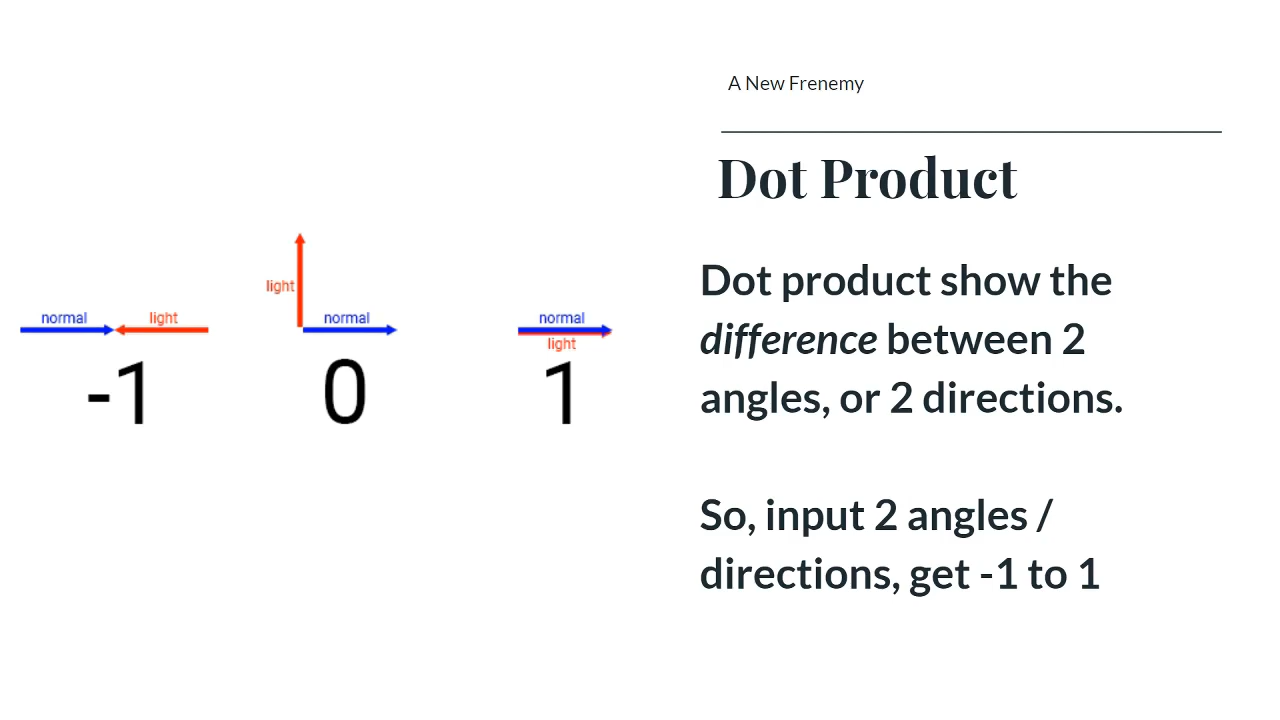 A New Frenemy
Dot Product
Dot product show the
difference between 2
angles, or 2 directions.
So, input 2 angles /
directions, get -1 to 1
normal
light
-1
light
normal
0
normal
light
1